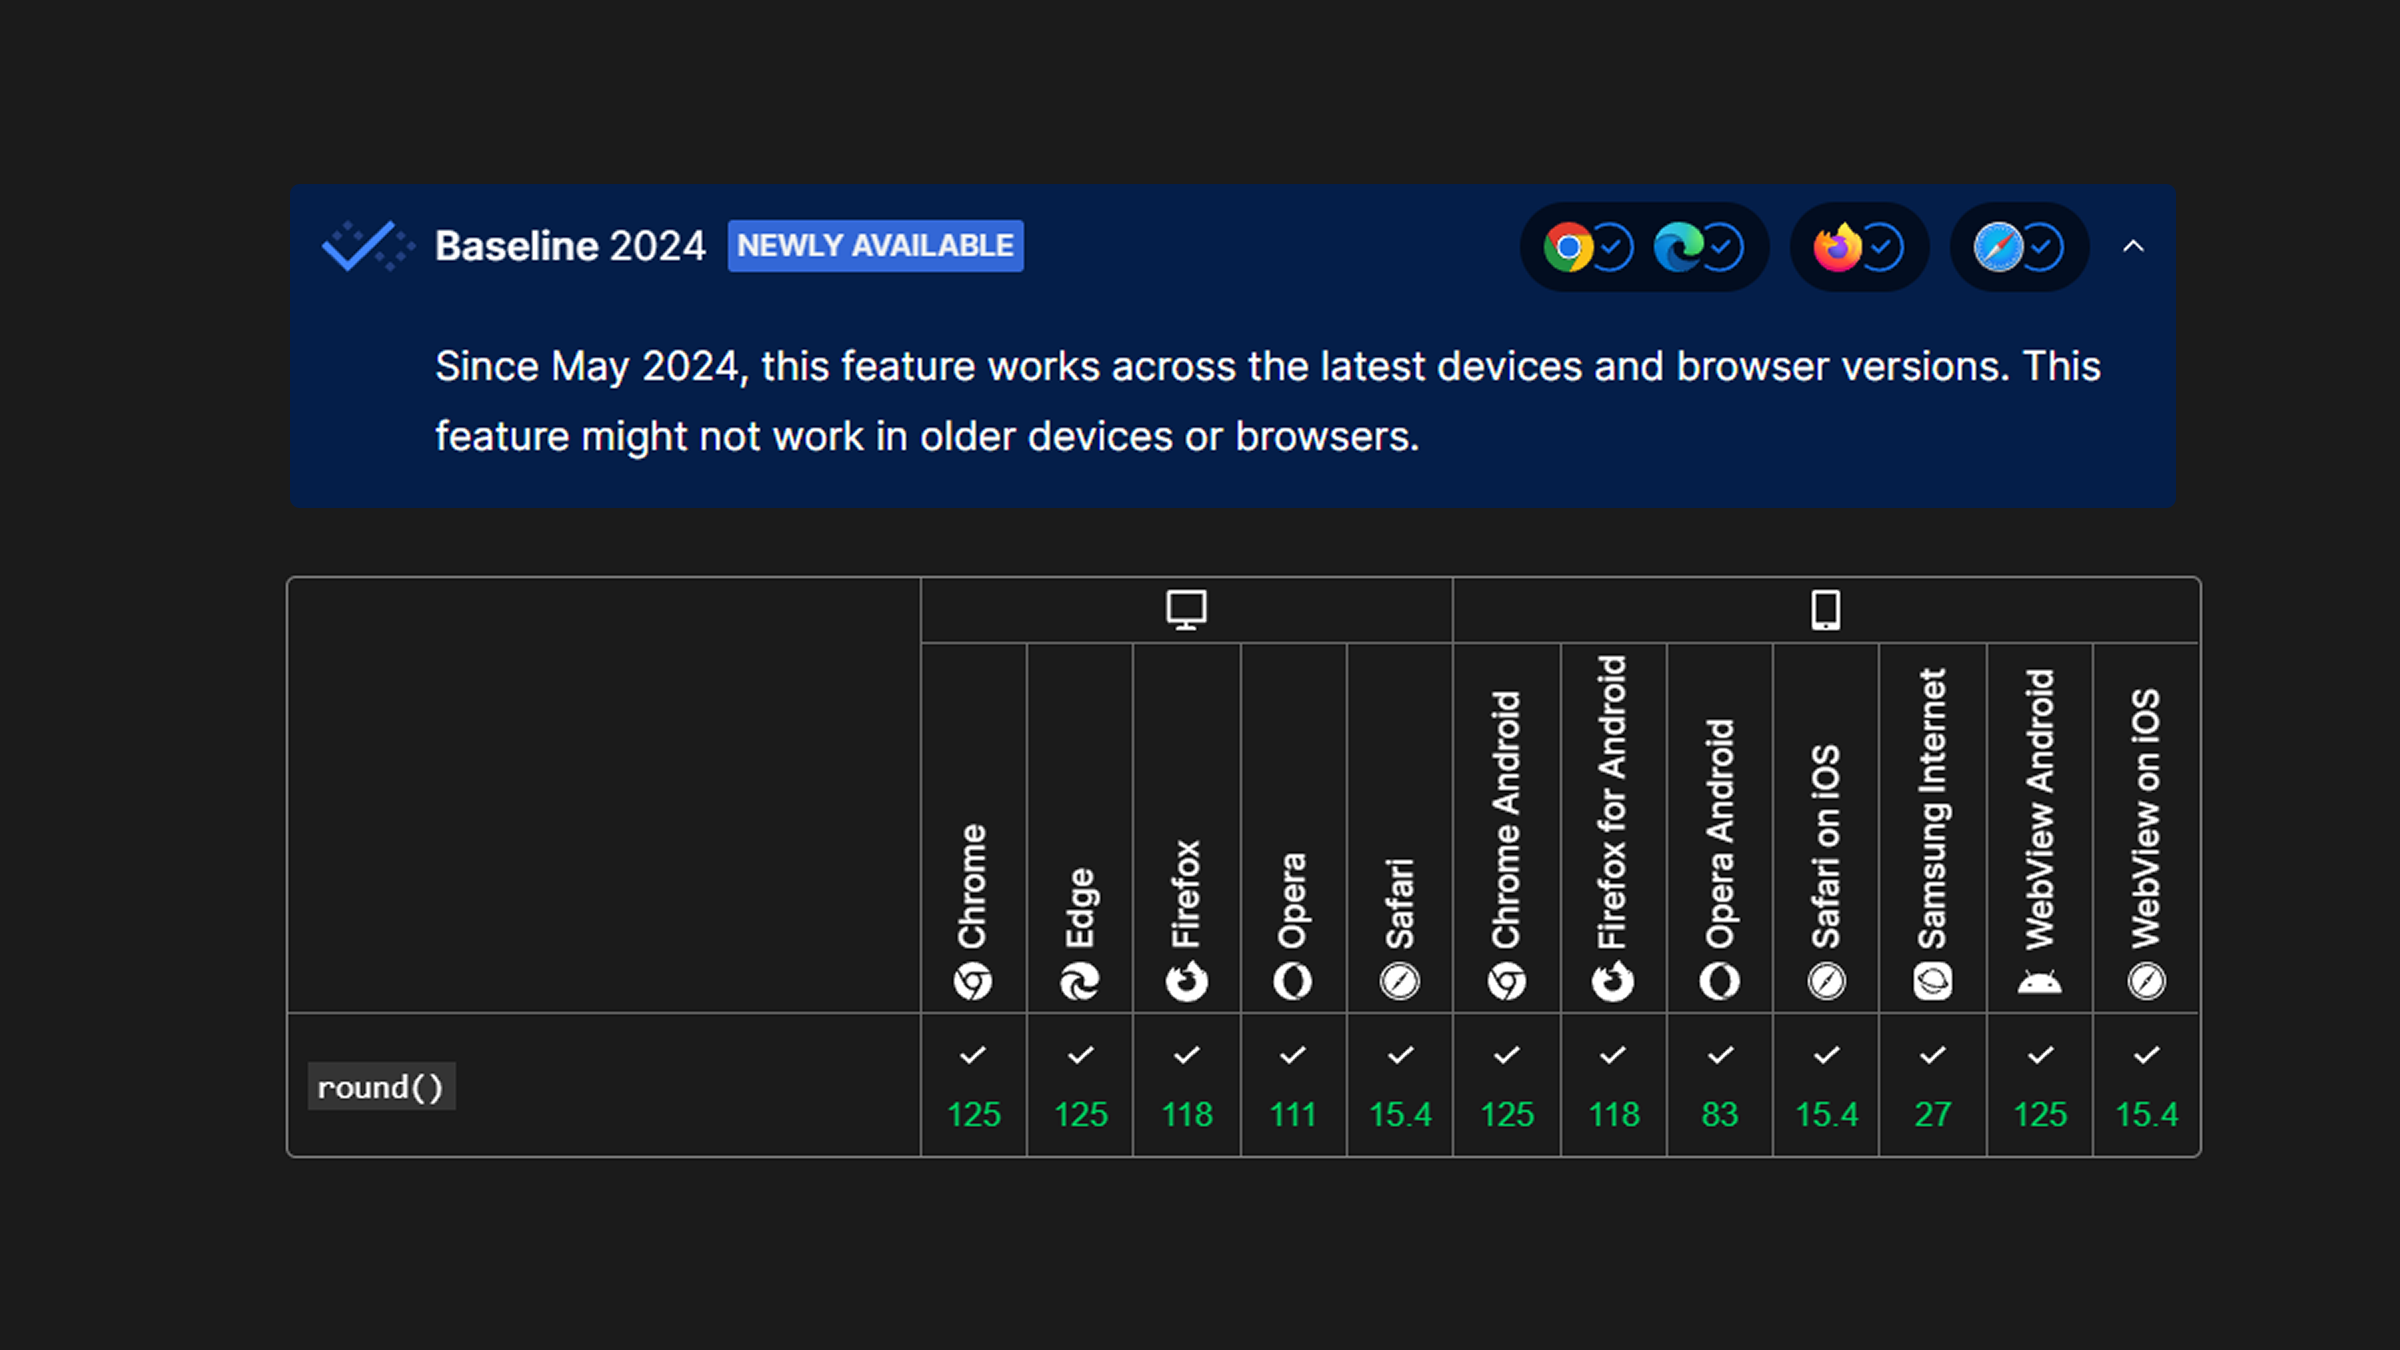 Baseline 2024 NEWLY AVAILABLE
Since May 2024, this feature works across the latest devices and browser versions. This
feature might not work in older devices or browsers.
Chrome
Edge
Firefox
Opera
Safari
Chrome Android
Firefox for Android
Opera Android
Safari on iOS
Samsung Internet
WebView Android
WebView on iOS
round()
125 125 118 111 15.4 125 118 83 15.4 27 125 15.4